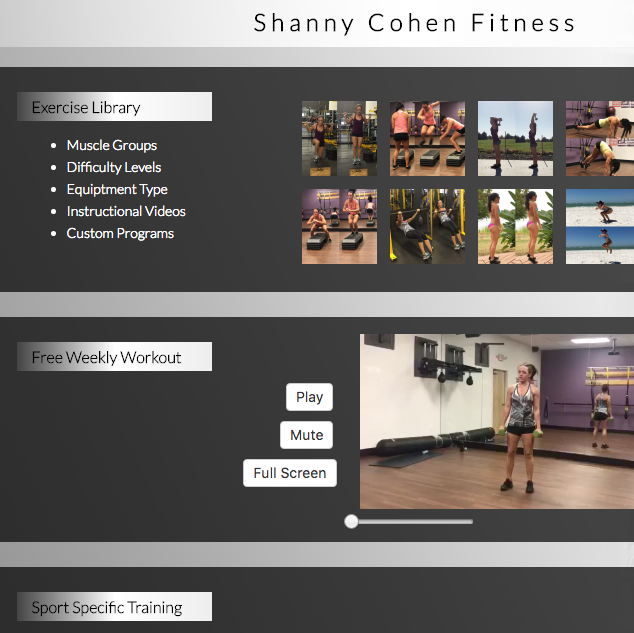 Shanny Cohen Fitness
Exercise Library
Muscle Groups
Difficulty Levels
Equiptment Type
Instructional Videos
Custom Programs
Free Weekly Workout
Play
Mute
Full Screen
Sport Specific Training